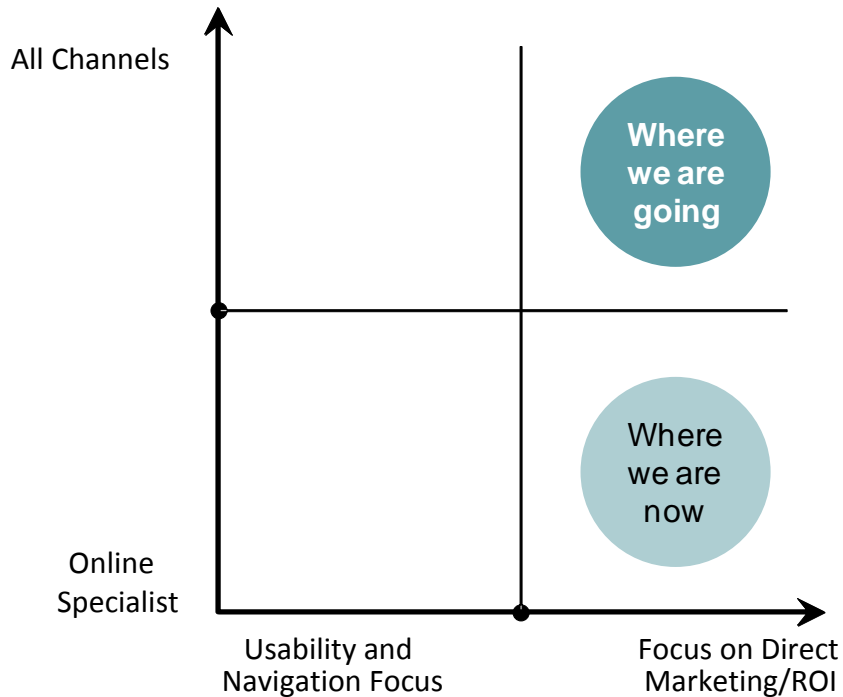 All Channels
Where
we are
going
Where
we are
now
Online
Specialist
Usability and
Navigation Focus
Focus on Direct
Marketing/ROI